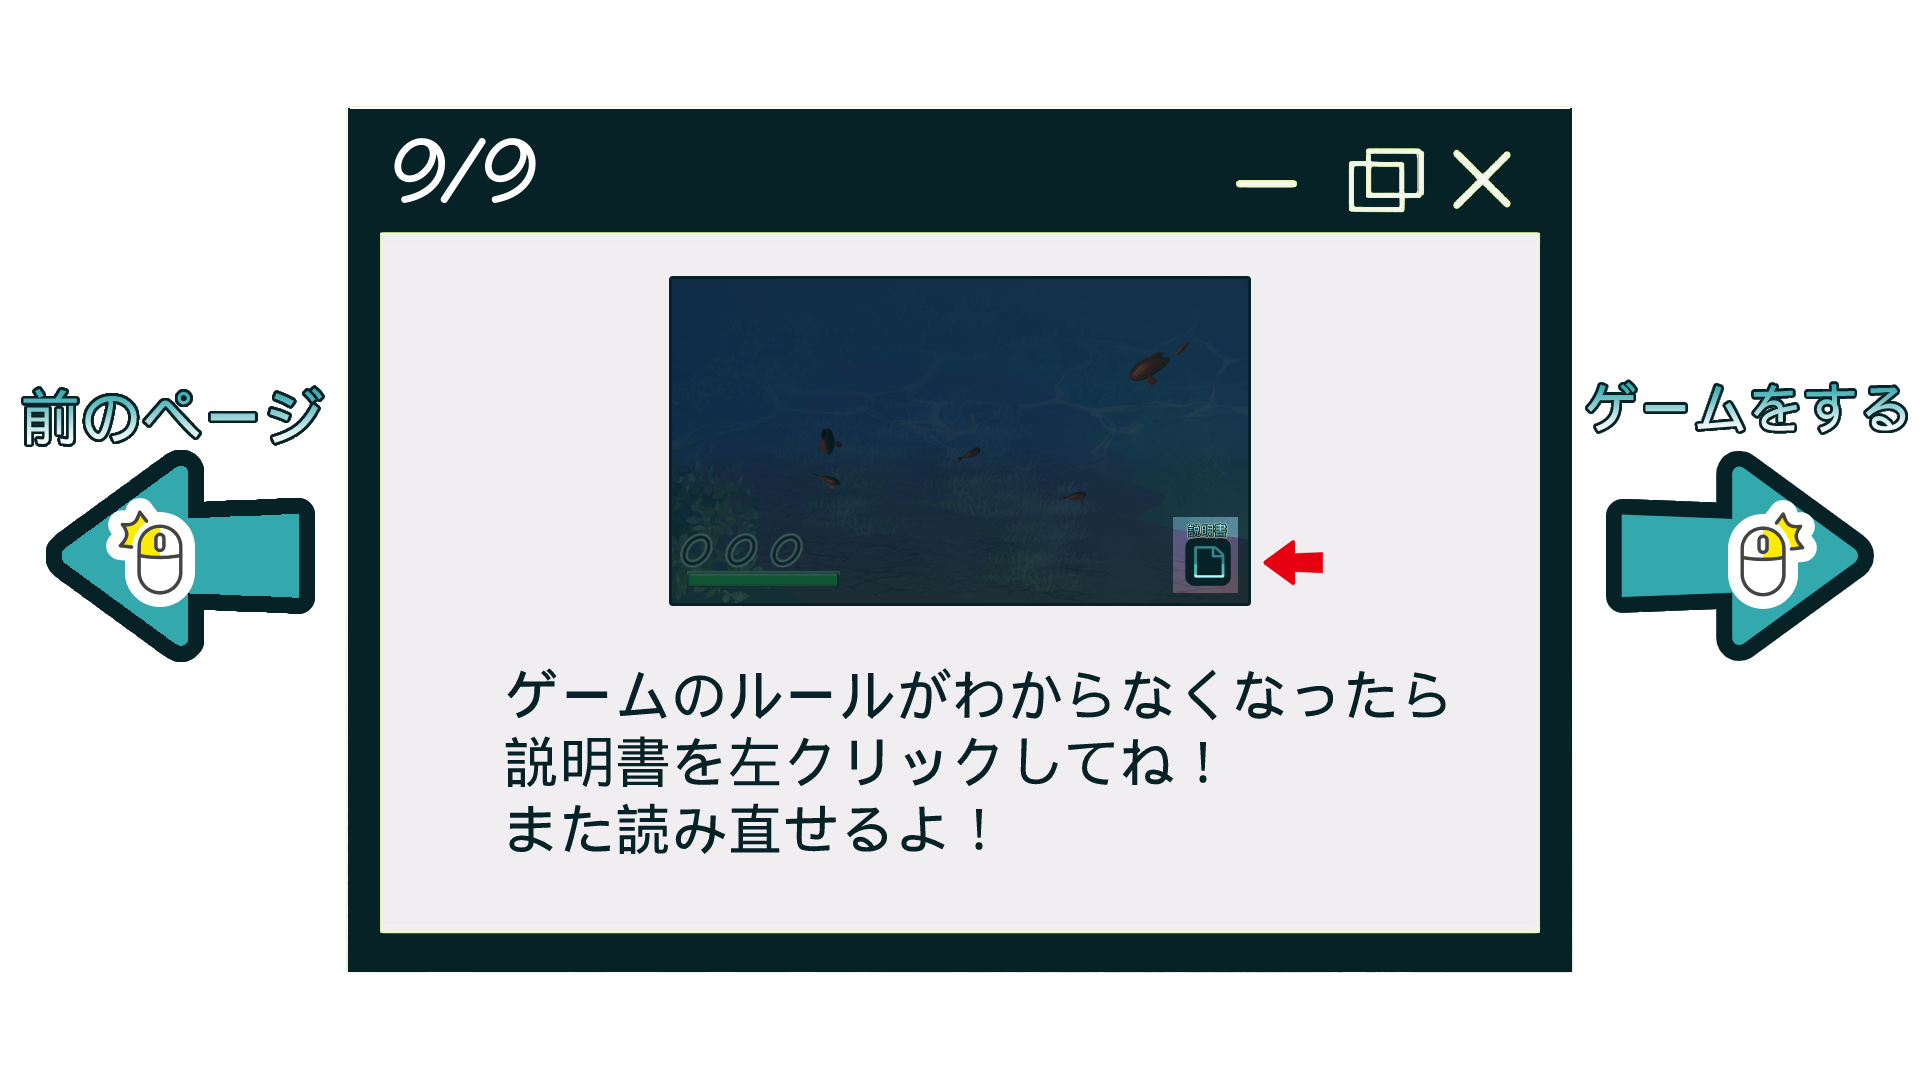 9/9
前のページ
ゲームをする
説明書
000
ゲームのルールがわからなくなったら
説明書を左クリックしてね！
また読み直せるよ！